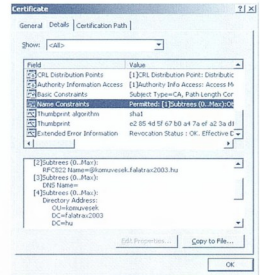 Certificate
General Details Certification Path
Show: <All>
Field Value
CRL Distribution Points [1]CRL Distribution Point: Distributic
Authority Information Access [1]Authority Info Access: Access M
Basic Constraints Subject Type=CA, Path Length Cor
Name Constraints Permitted: [1]Subtrees (0..Max):Ot
Thumbprint algorithm sha1
Thumbprint e2 85 4d 5f 67 b0 a4 7a ef a2 3a d1
Extended Error Information Revocation Status : OK. Effective D
[2]Subtrees (0..Max):
RFC822 Name=@komuvesek.falatrax2003.hu
[3]Subtrees (0..Max):
DNS Name=
[4]Subtrees (0..Max):
Directory Address:
OU=komuvesek
DC=falatrax2003
DC=hu
Edit Properties... Copy to File...
OK